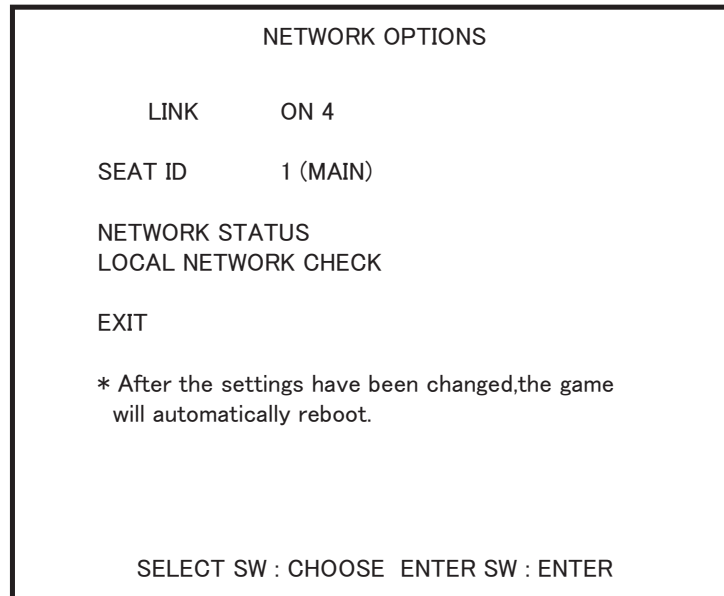 NETWORK OPTIONS
LINK ON 4
SEAT ID 1 (MAIN)
NETWORK STATUS
LOCAL NETWORK CHECK
EXIT
* After the settings have been changed,the game
will automatically reboot.
SELECT SW : CHOOSE ENTER SW : ENTER